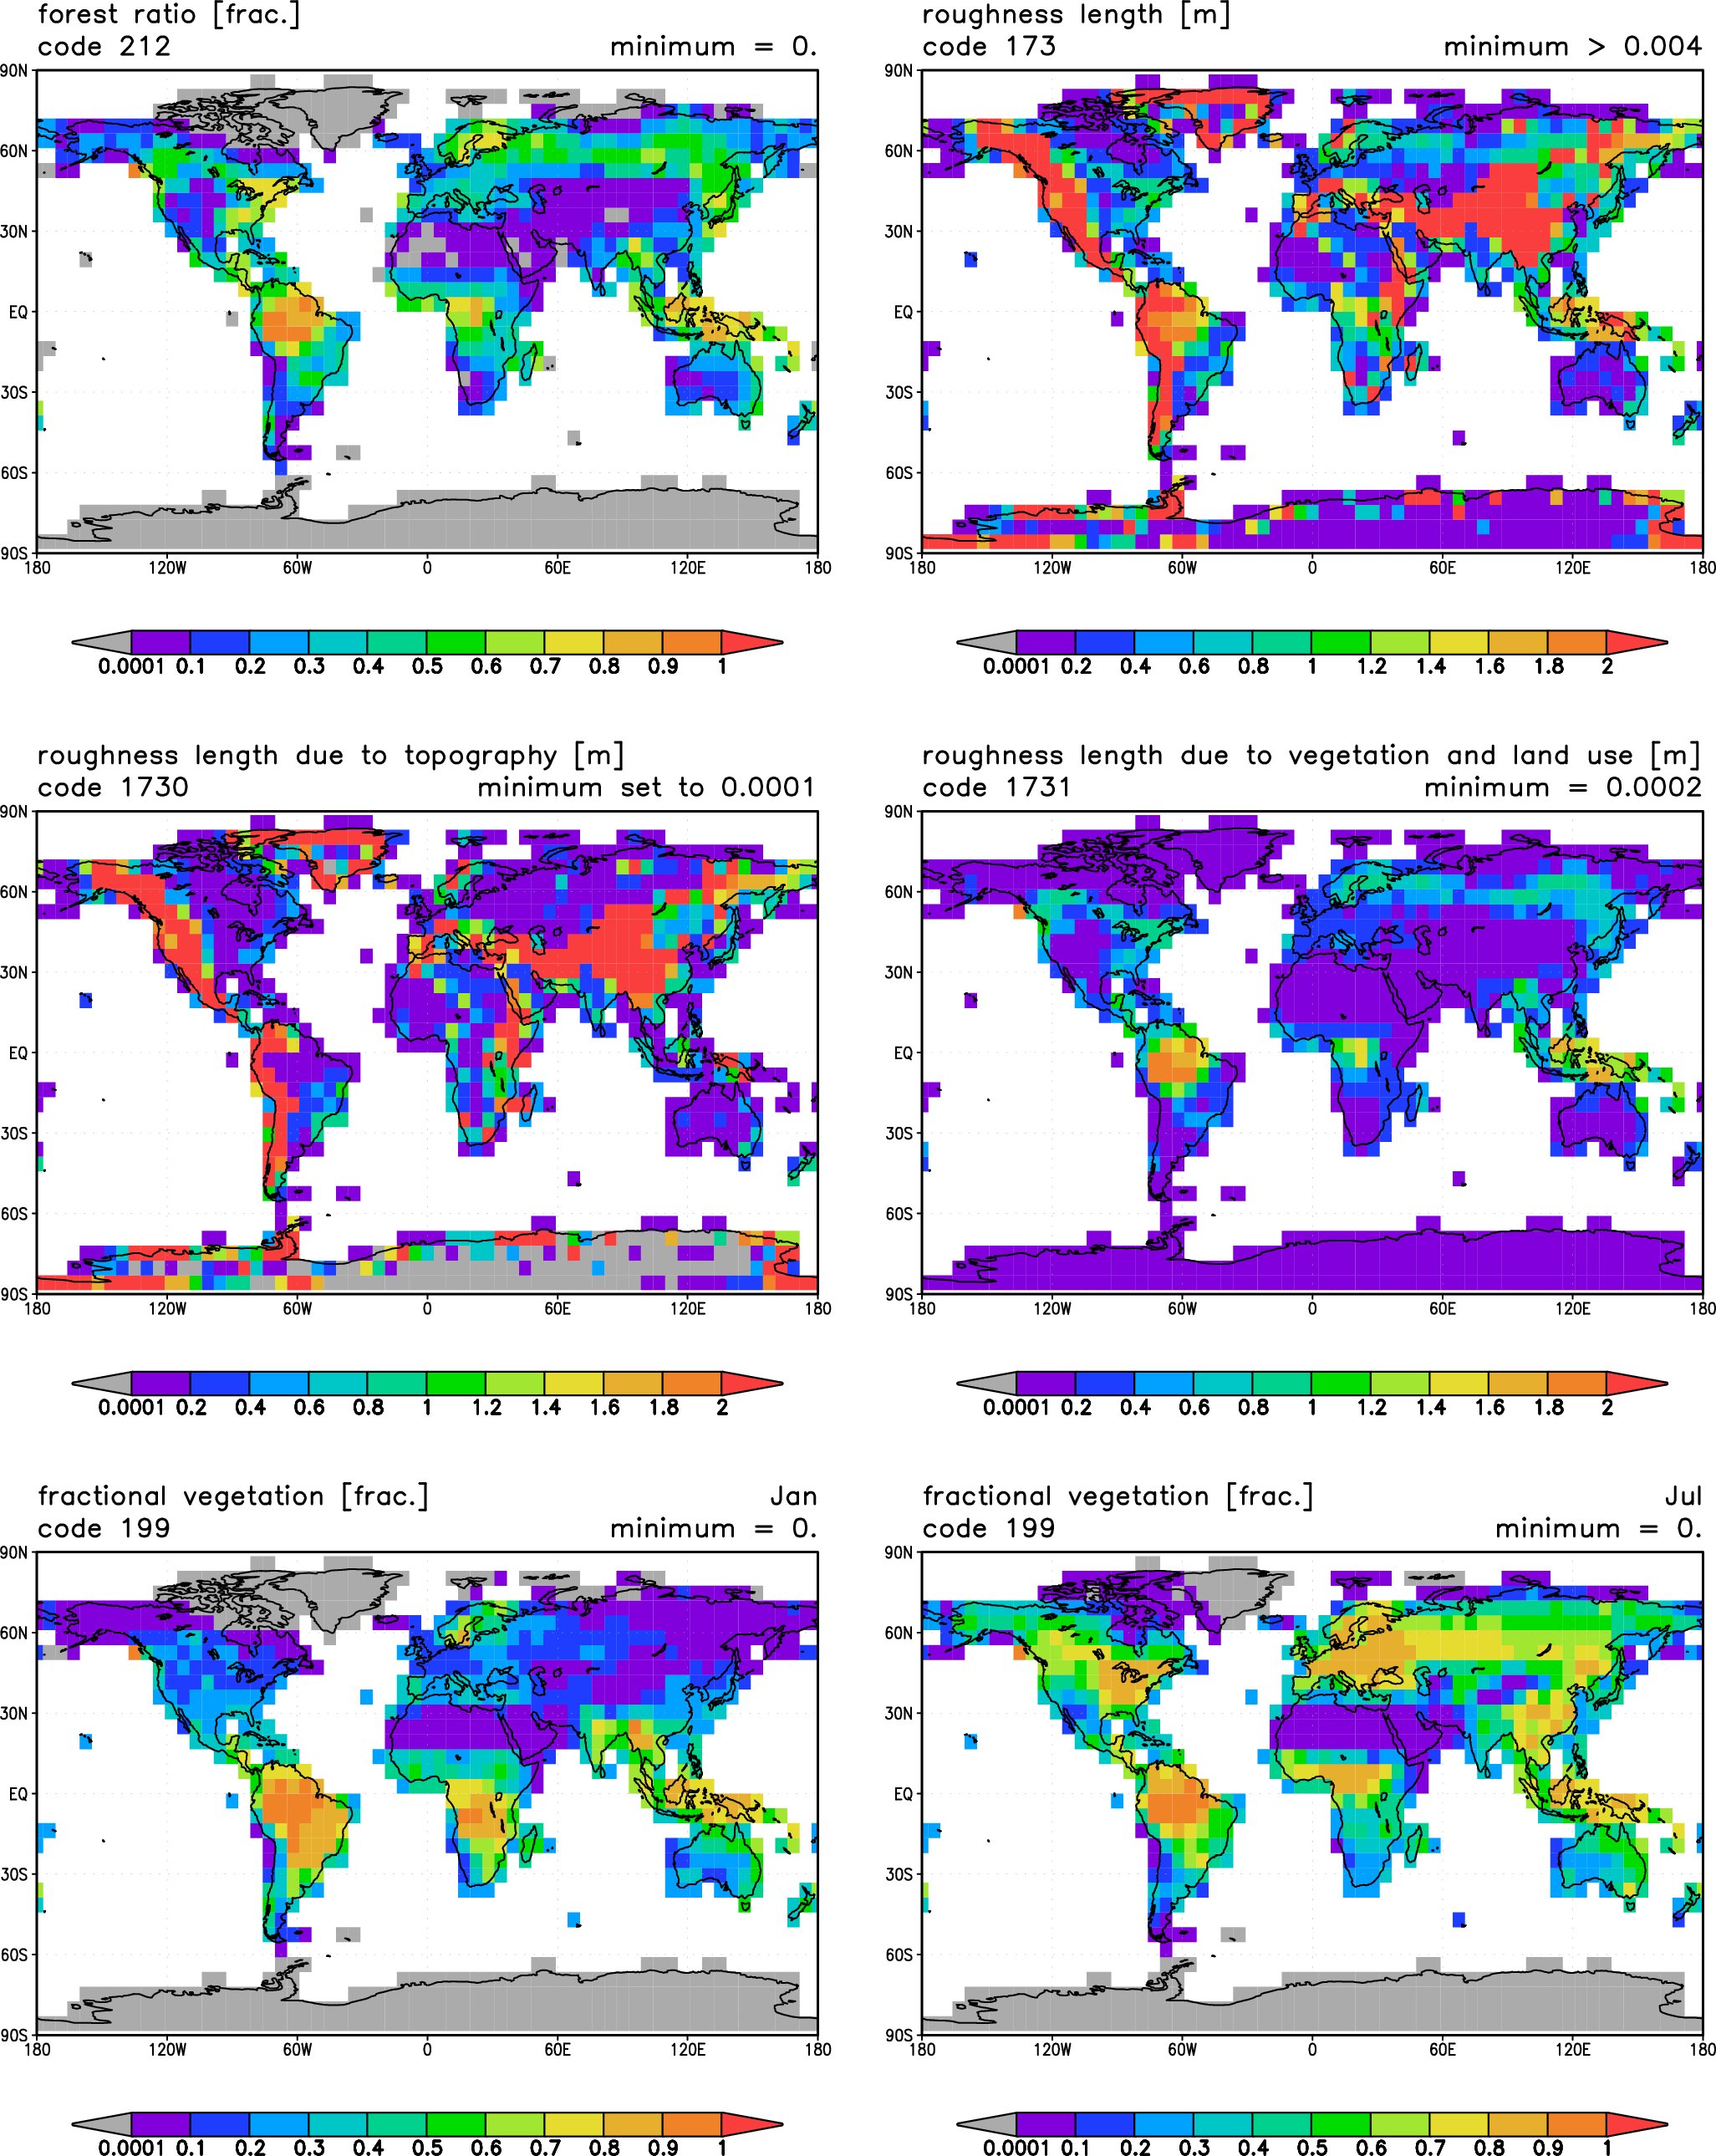 forest ratio [frac.]
code 212 minimum = 0.
90N
60N
30N
EQ
30S
60S
90S
180 120W 60W 0 60E 120E 180
0.0001 0.1 0.2 0.3 0.4 0.5 0.6 0.7 0.8 0.9 1
roughness length [m]
code 173 minimum > 0.004
90N
60N
30N
EQ
30S
60S
90S
180 120W 60W 0 60E 120E 180
0.0001 0.2 0.4 0.6 0.8 1 1.2 1.4 1.6 1.8 2
roughness length due to topography [m]
code 1730 minimum set to 0.0001
90N
60N
30N
EQ
30S
60S
90S
180 120W 60W 0 60E 120E 180
0.0001 0.2 0.4 0.6 0.8 1 1.2 1.4 1.6 1.8 2
roughness length due to vegetation and land use [m]
code 1731 minimum = 0.0002
90N
60N
30N
EQ
30S
60S
90S
180 120W 60W 0 60E 120E 180
0.0001 0.2 0.4 0.6 0.8 1 1.2 1.4 1.6 1.8 2
fractional vegetation [frac.] Jan
code 199 minimum = 0.
90N
60N
30N
EQ
30S
60S
90S
180 120W 60W 0 60E 120E 180
0.0001 0.1 0.2 0.3 0.4 0.5 0.6 0.7 0.8 0.9 1
fractional vegetation [frac.] Jul
code 199 minimum = 0.
90N
60N
30N
EQ
30S
60S
90S
180 120W 60W 0 60E 120E 180
0.0001 0.1 0.2 0.3 0.4 0.5 0.6 0.7 0.8 0.9 1